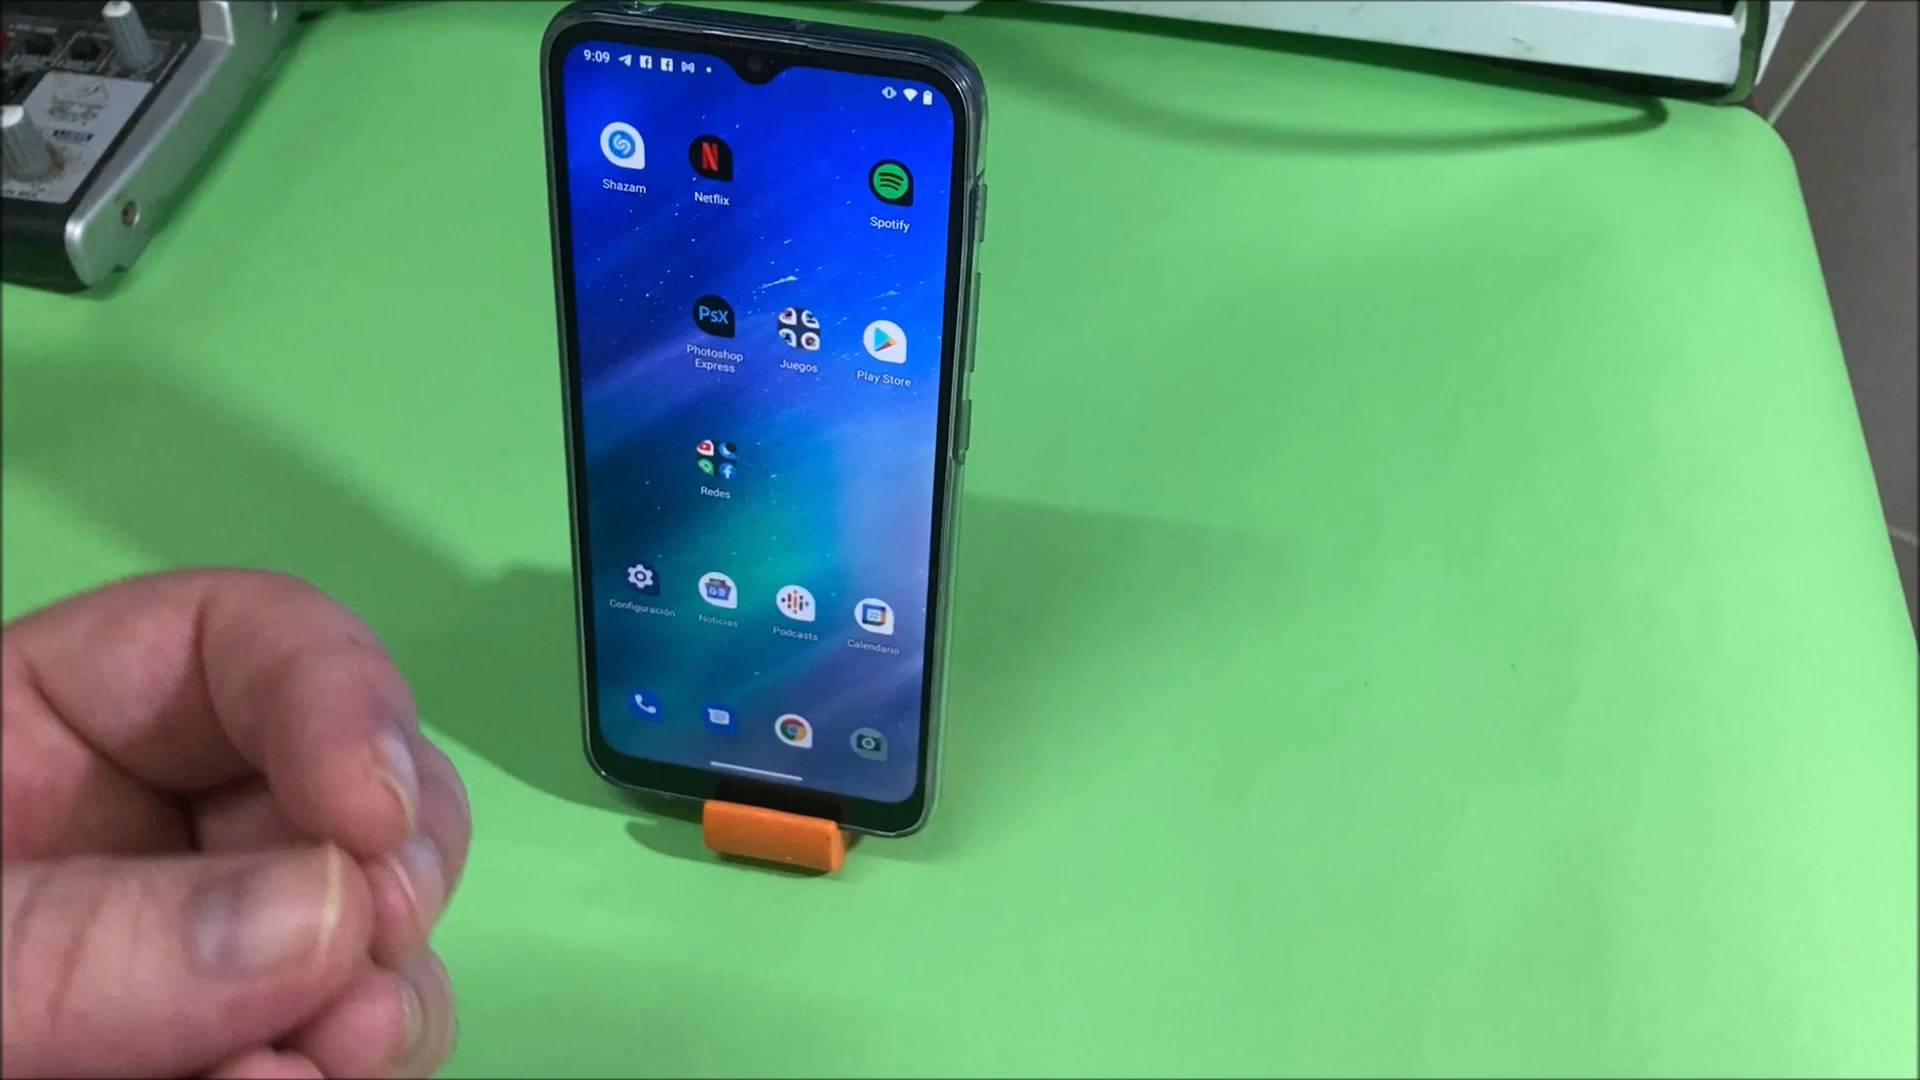 9:09
Shazam
Netflix
Spotify
PsX
Photoshop
Express
Juegos
Play Store
Redes
Configuración
Noticias
Podcasts
Calendario